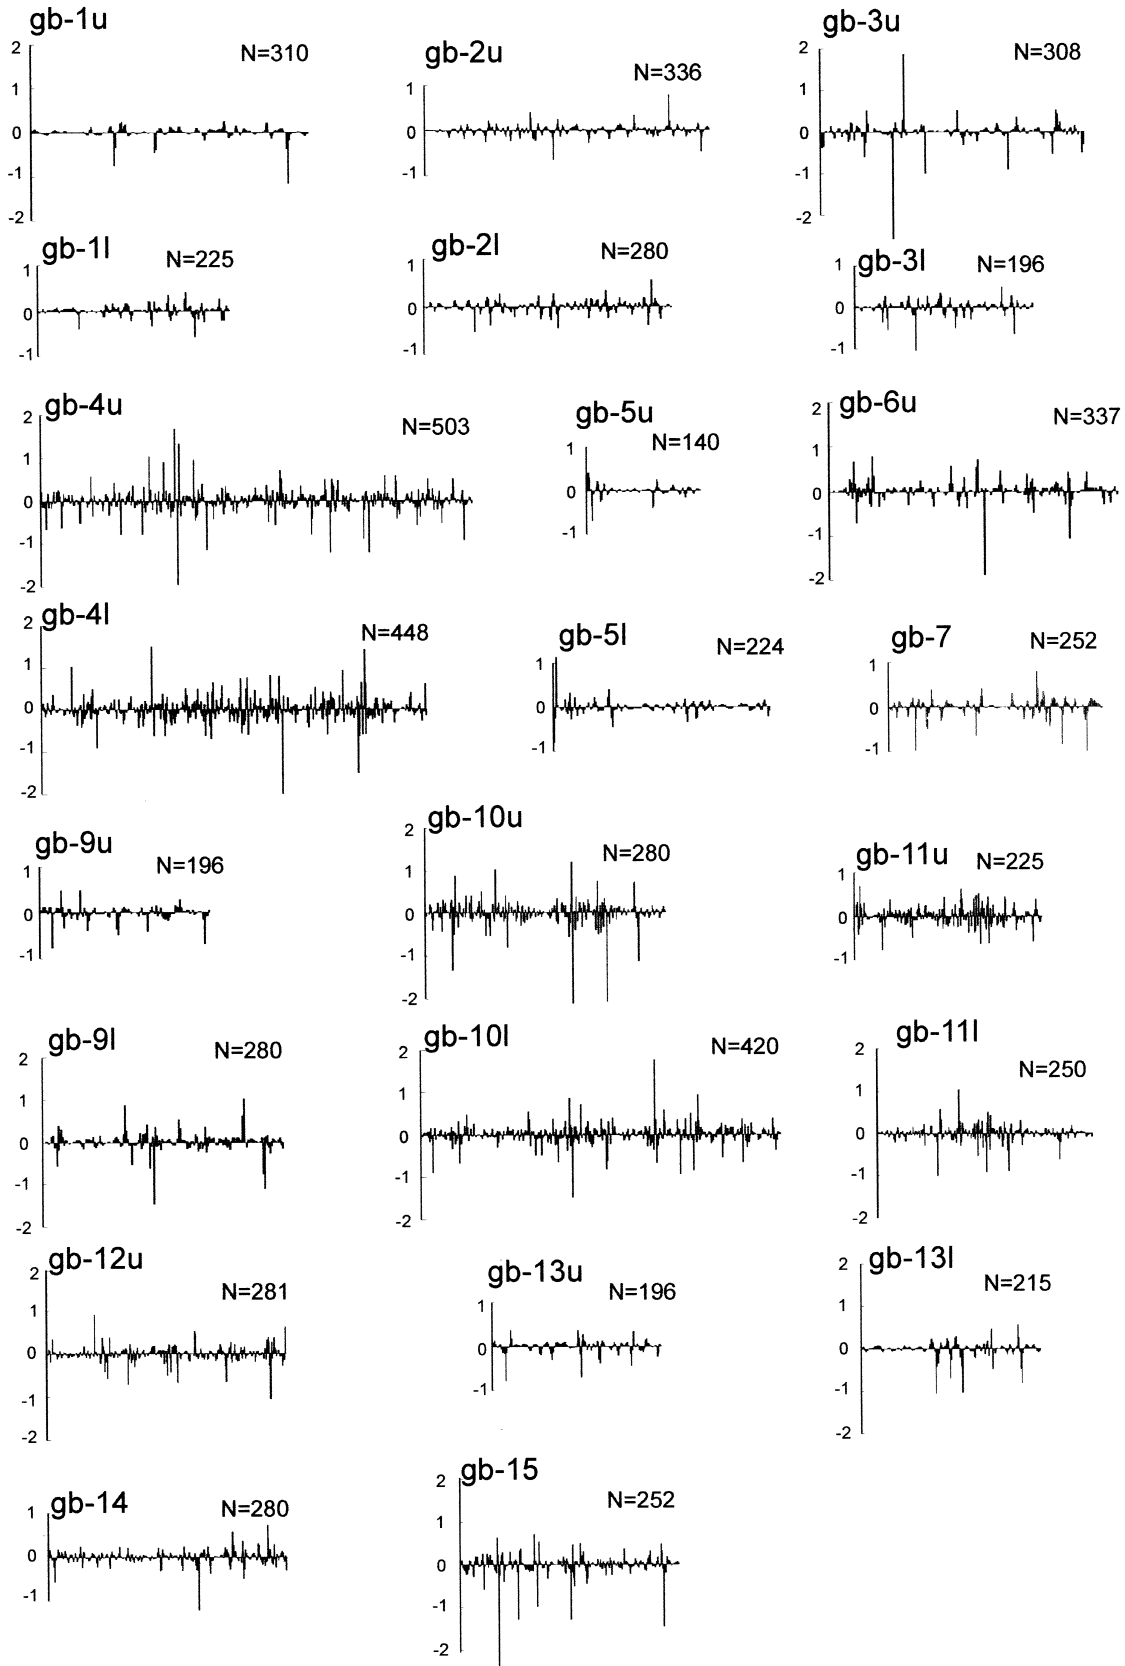 gb-1u
N=310
2
1
0
-1
-2
gb-2u
N=336
1
0
-1
gb-3u
N=308
2
1
0
-1
-2
gb-1l
N=225
1
0
-1
gb-2l
N=280
1
0
-1
gb-3l
N=196
1
0
-1
gb-4u
N=503
2
1
0
-1
-2
gb-5u
N=140
1
0
-1
gb-6u
N=337
2
1
0
-1
-2
gb-4l
N=448
2
1
0
-1
-2
gb-5l
N=224
1
0
-1
gb-7
N=252
1
0
-1
gb-9u
N=196
1
0
-1
gb-10u
N=280
2
1
0
-1
-2
gb-11u
N=225
1
0
-1
gb-9l
N=280
2
1
0
-1
-2
gb-10l
N=420
2
1
0
-1
-2
gb-11l
N=250
2
1
0
-1
-2
gb-12u
N=281
2
1
0
-1
-2
gb-13u
N=196
1
0
-1
gb-13l
N=215
2
1
0
-1
-2
gb-14
N=280
1
0
-1
gb-15
N=252
2
1
0
-1
-2